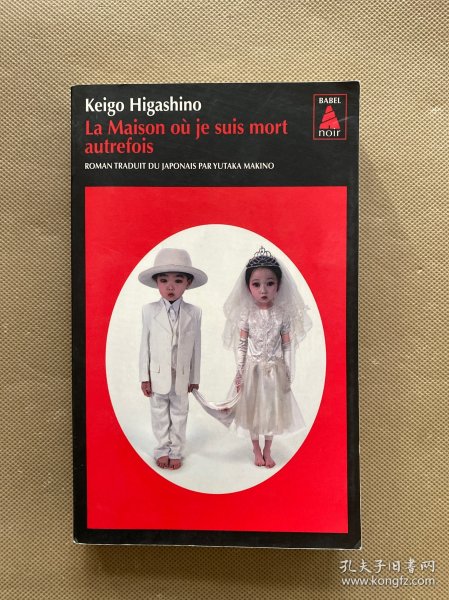 Keigo Higashino
La Maison où je suis mort
autrefois
ROMAN TRADUIT DU JAPONAIS PAR YUTAKA MAKINO
BABEL
noir
孔夫子旧书网
www.kongfz.com